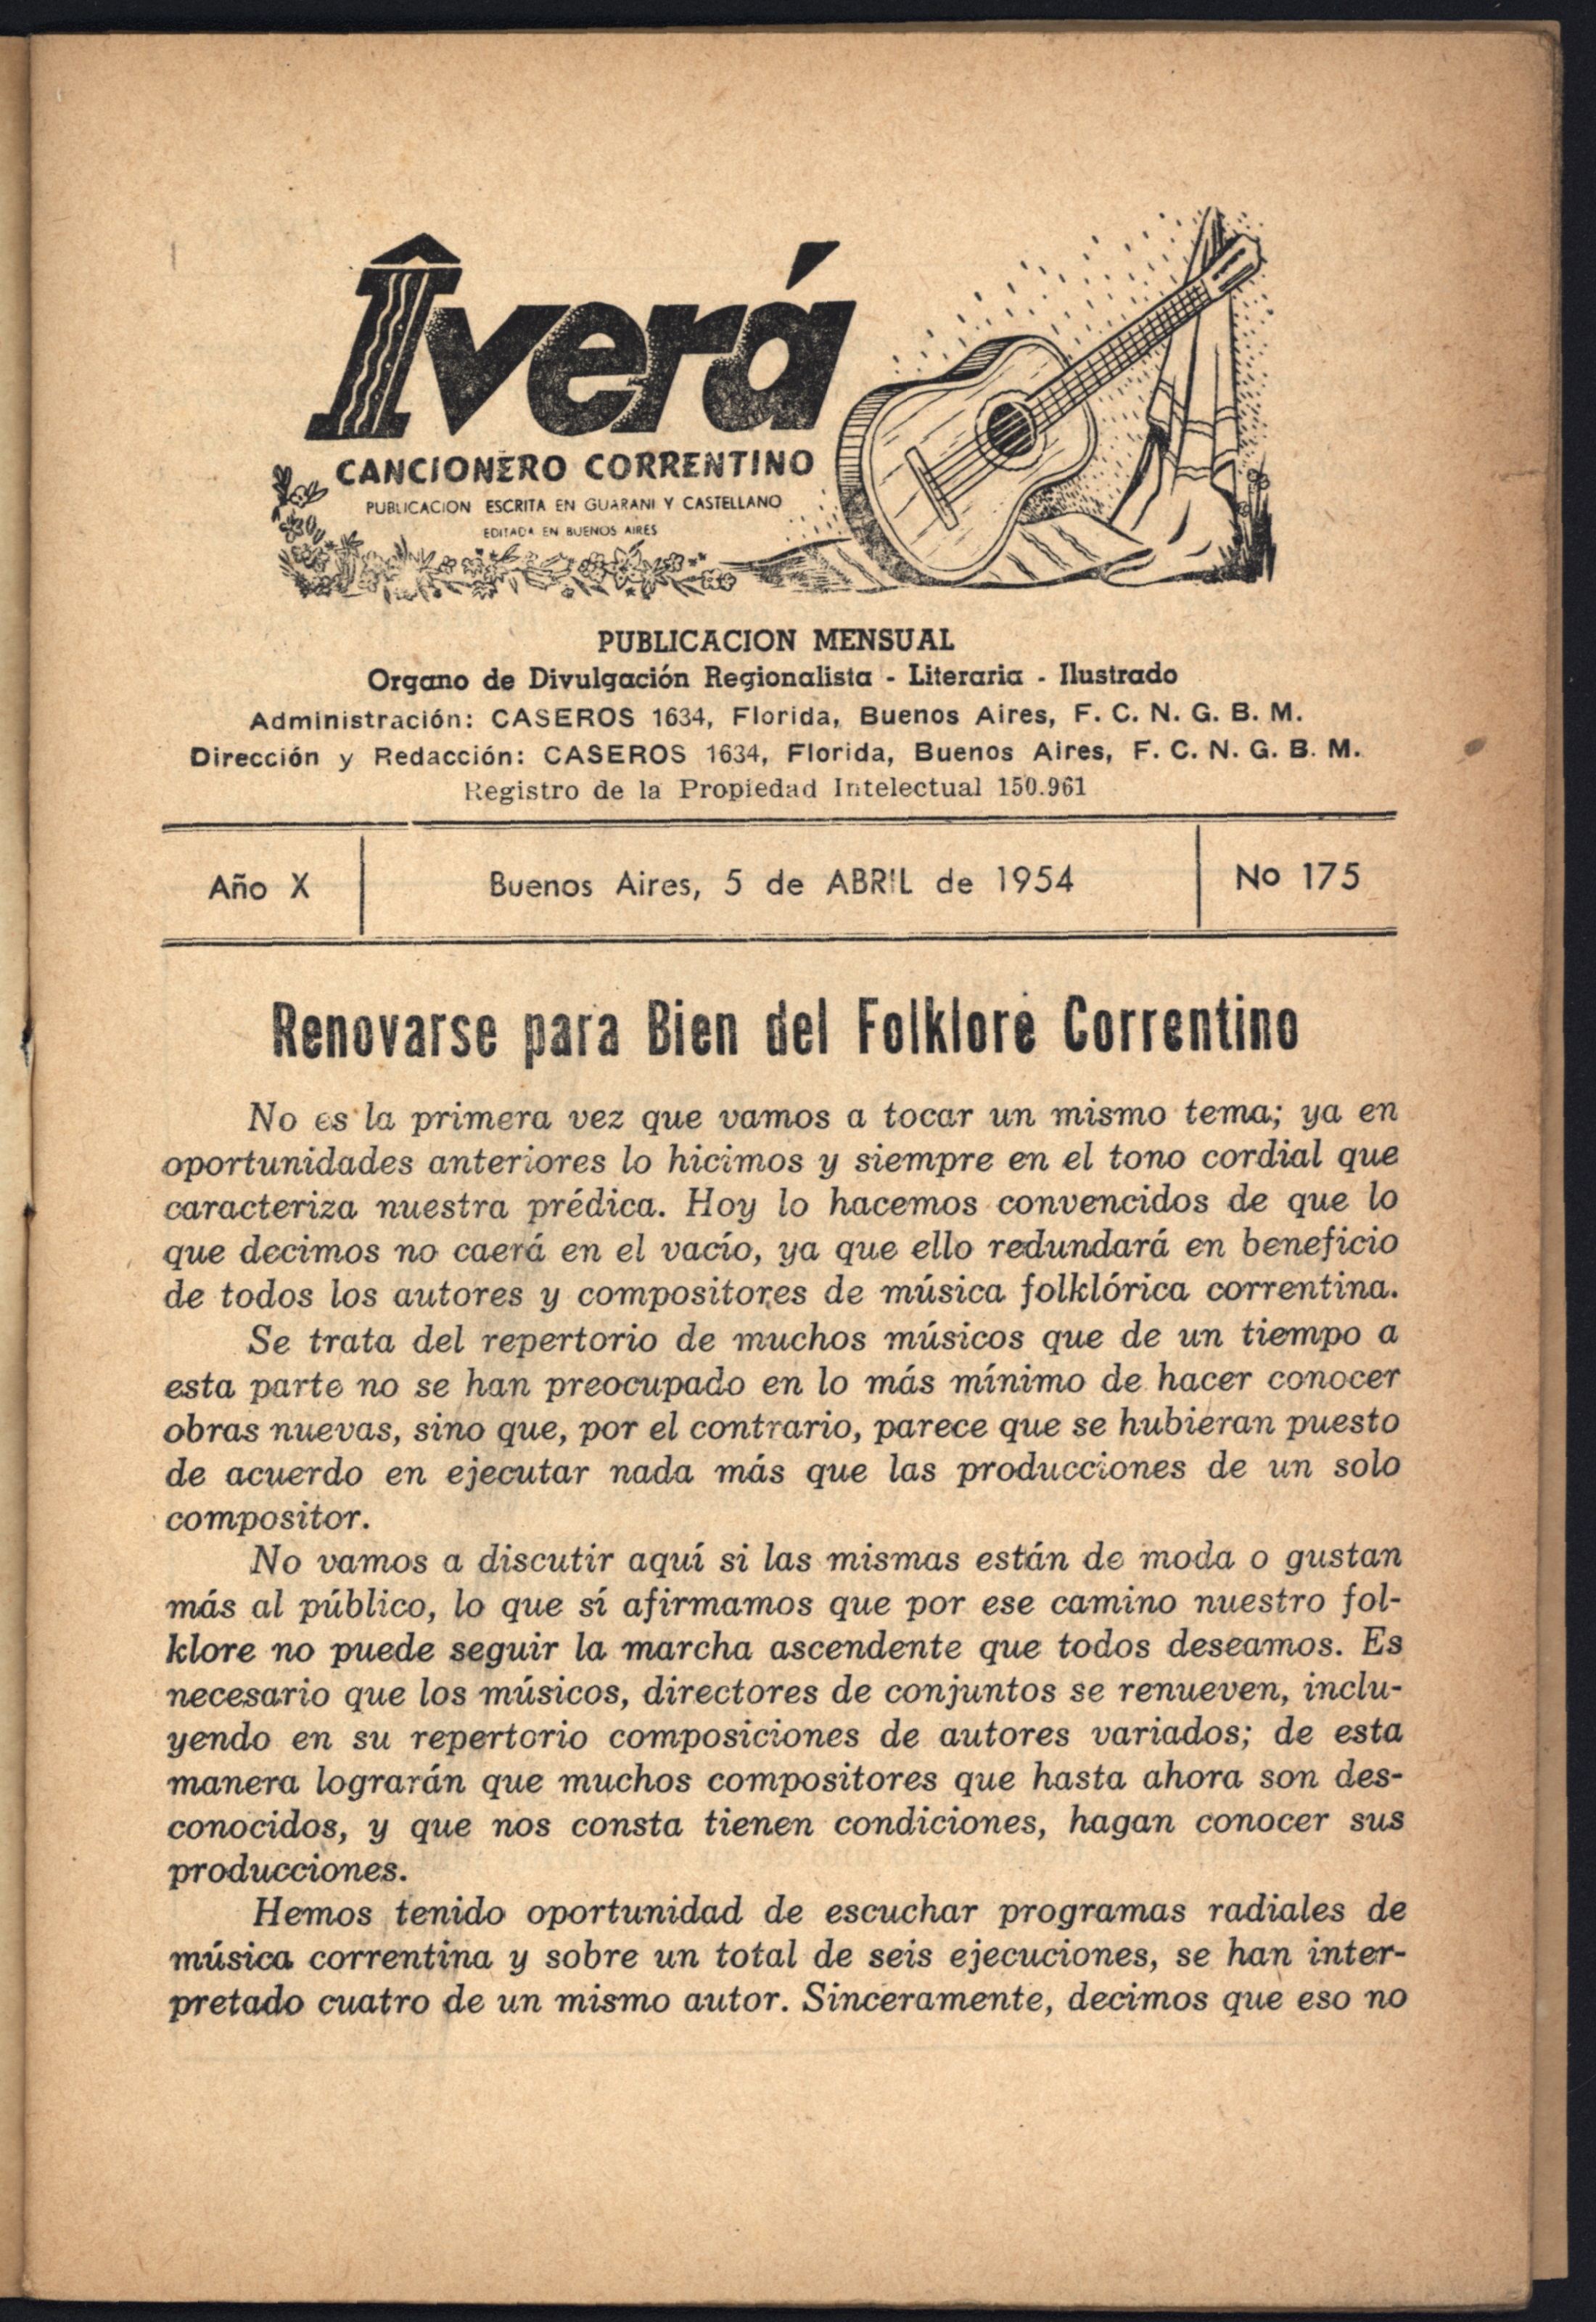 Îverá
CANCIONERO CORRENTINO
PUBLICACION ESCRITA EN GUARANI Y CASTELLANO
EDITADA EN BUENOS AIRES
PUBLICACION MENSUAL
Organo de Divulgación Regionalista - Literaria - Ilustrado
Administración: CASEROS 1634, Florida, Buenos Aires, F. C. N. G. B. M.
Dirección y Redacción: CASEROS 1634, Florida, Buenos Aires, F. C. N. G. B. M.
Registro de la Propiedad Intelectual 150.961
Año X
Buenos Aires, 5 de ABRIL de 1954
No 175
Renovarse para Bien del Folklore Correntino
No es la primera vez que vamos a tocar un mismo tema; ya en
oportunidades anteriores lo hicimos y siempre en el tono cordial que
caracteriza nuestra prédica. Hoy lo hacemos convencidos de que lo
que decimos no caerá en el vacío, ya que ello redundará en beneficio
de todos los autores y compositores de música folklórica correntina.
Se trata del repertorio de muchos músicos que de un tiempo a
esta parte no se han preocupado en lo más mínimo de hacer conocer
obras nuevas, sino que, por el contrario, parece que se hubieran puesto
de acuerdo en ejecutar nada más que las producciones de un solo
compositor.
No vamos a discutir aquí si las mismas están de moda o gustan
más al público, lo que sí afirmamos que por ese camino nuestro fol-
klore no puede seguir la marcha ascendente que todos deseamos. Es
necesario que los músicos, directores de conjuntos se renueven, inclu-
yendo en su repertorio composiciones de autores variados; de esta
manera lograrán que muchos compositores que hasta ahora son des-
conocidos, y que nos consta tienen condiciones, hagan conocer sus
producciones.
Hemos tenido oportunidad de escuchar programas radiales de
música correntina y sobre un total de seis ejecuciones, se han inter-
pretado cuatro de un mismo autor. Sinceramente, decimos que eso no